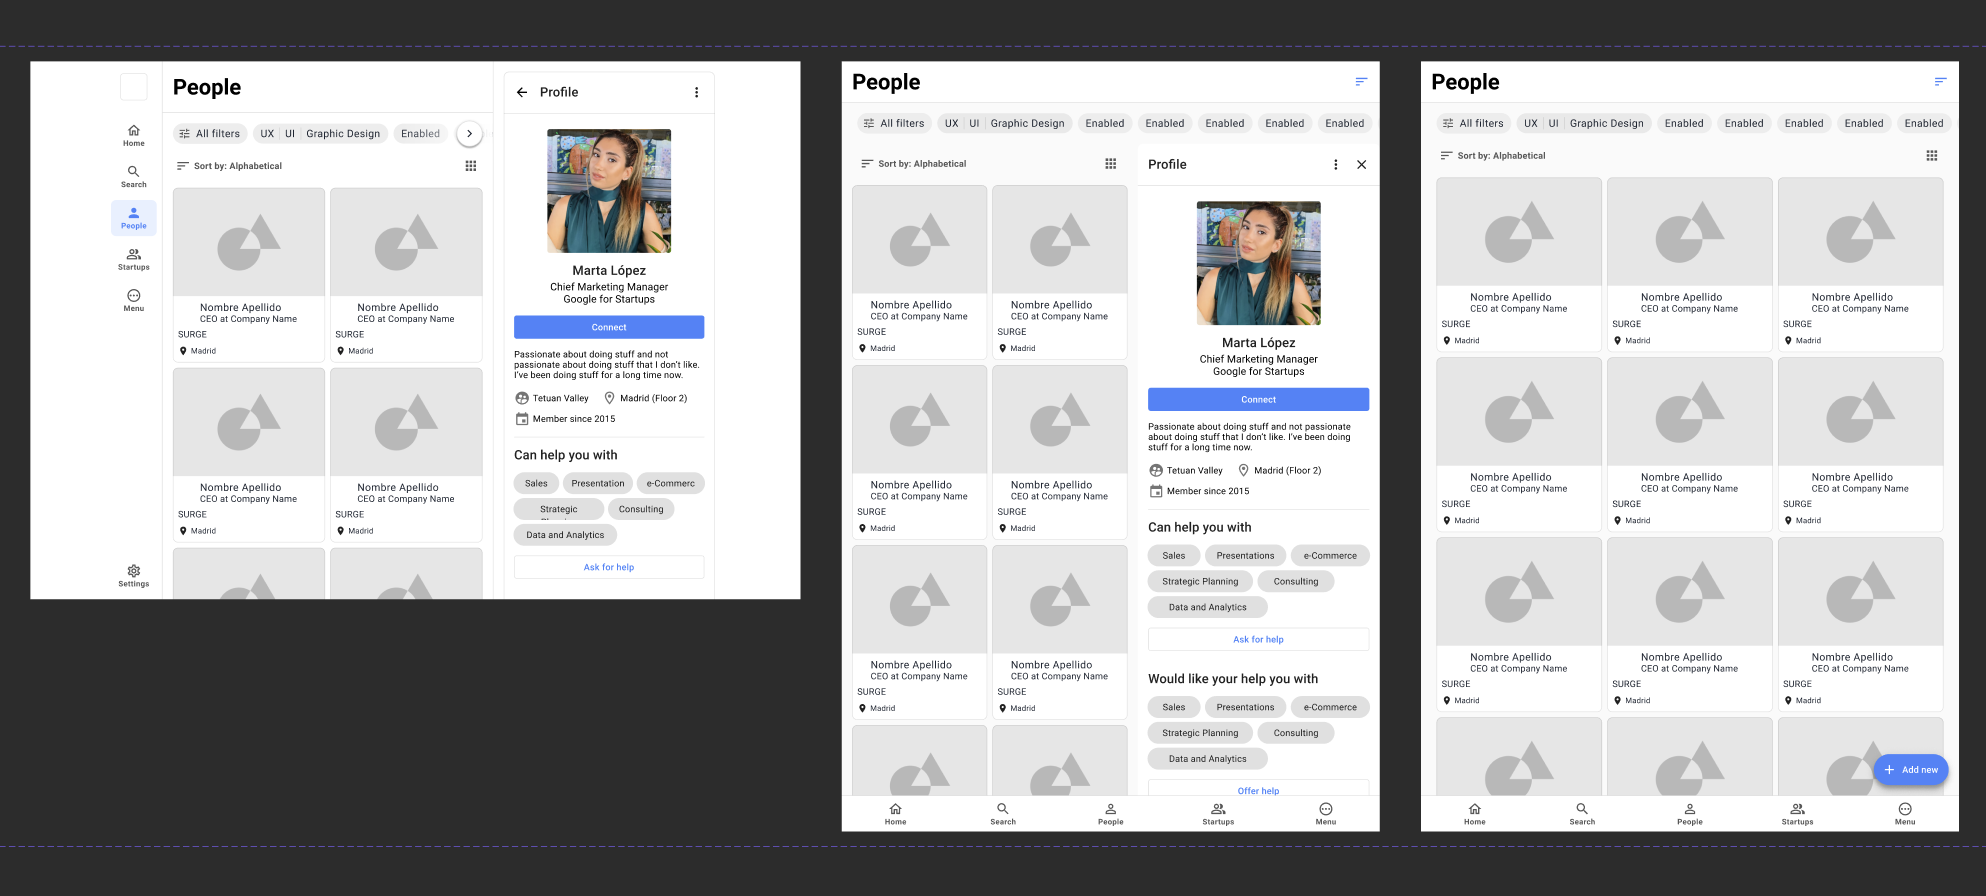 Home
Search
People
Startups
Menu
Settings
People
All filters
UX UI Graphic Design
Enabled
Sort by: Alphabetical
Nombre Apellido
CEO at Company Name
SURGE
Madrid
Nombre Apellido
CEO at Company Name
SURGE
Madrid
Nombre Apellido
CEO at Company Name
SURGE
Madrid
Nombre Apellido
CEO at Company Name
SURGE
Madrid
Profile
Marta López
Chief Marketing Manager
Google for Startups
Connect
Passionate about doing stuff and not
passionate about doing stuff that I don't like.
I've been doing stuff for a long time now.
Tetuan Valley Madrid (Floor 2)
Member since 2015
Can help you with
Sales Presentation e-Commerc
Strategic Consulting
Data and Analytics
Ask for help
People
All filters UX UI Graphic Design Enabled Enabled Enabled Enabled Enabled
Sort by: Alphabetical
Nombre Apellido
CEO at Company Name
SURGE
Madrid
Nombre Apellido
CEO at Company Name
SURGE
Madrid
Nombre Apellido
CEO at Company Name
SURGE
Madrid
Nombre Apellido
CEO at Company Name
SURGE
Madrid
Nombre Apellido
CEO at Company Name
SURGE
Madrid
Nombre Apellido
CEO at Company Name
SURGE
Madrid
Profile
Marta López
Chief Marketing Manager
Google for Startups
Connect
Passionate about doing stuff and not passionate
about doing stuff that I don't like. I've been doing
stuff for a long time now.
Tetuan Valley Madrid (Floor 2)
Member since 2015
Can help you with
Sales Presentations e-Commerce
Strategic Planning Consulting
Data and Analytics
Ask for help
Would like your help you with
Sales Presentations e-Commerce
Strategic Planning Consulting
Data and Analytics
Offer help
Home Search People Startups Menu
People
All filters UX UI Graphic Design Enabled Enabled Enabled Enabled Enabled
Sort by: Alphabetical
Nombre Apellido
CEO at Company Name
SURGE
Madrid
Nombre Apellido
CEO at Company Name
SURGE
Madrid
Nombre Apellido
CEO at Company Name
SURGE
Madrid
Nombre Apellido
CEO at Company Name
SURGE
Madrid
Nombre Apellido
CEO at Company Name
SURGE
Madrid
Nombre Apellido
CEO at Company Name
SURGE
Madrid
Nombre Apellido
CEO at Company Name
SURGE
Madrid
Nombre Apellido
CEO at Company Name
SURGE
Madrid
Nombre Apellido
CEO at Company Name
SURGE
Madrid
Add new
Home Search People Startups Menu